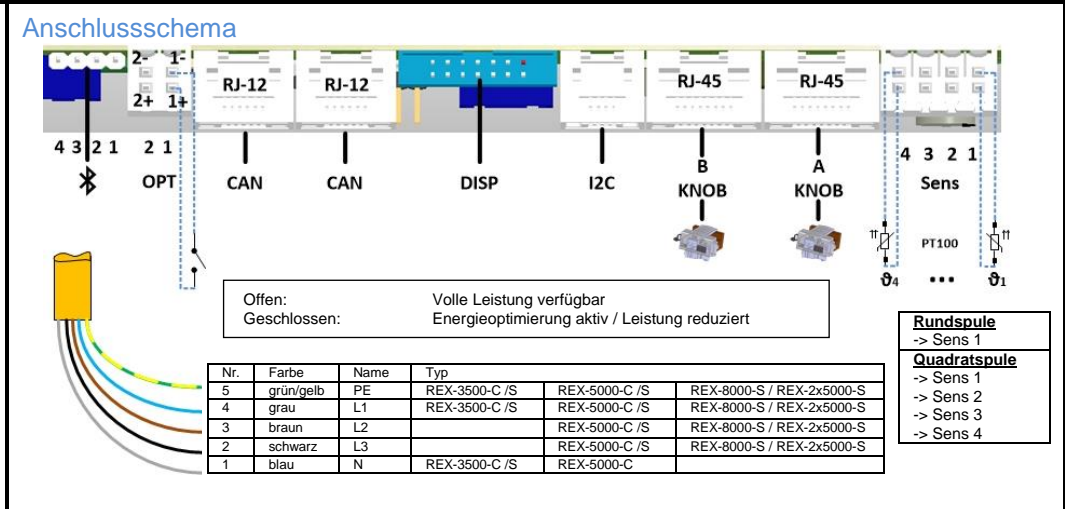 Anschlussschema
2- 1-
2+ 1+
RJ-12 RJ-12 RJ-45 RJ-45
4 3 2 1 2 1 4 3 2 1
OPT CAN CAN DISP I2C B KNOB A KNOB Sens
PT100
ϑ4 ... ϑ1
Offen: Volle Leistung verfügbar
Geschlossen: Energieoptimierung aktiv / Leistung reduziert
Rundspule
-> Sens 1
Quadratspule
-> Sens 1
-> Sens 2
-> Sens 3
-> Sens 4
Nr. Farbe Name Typ
5 grün/gelb PE REX-3500-C /S REX-5000-C /S REX-8000-S / REX-2x5000-S
4 grau L1 REX-3500-C /S REX-5000-C /S REX-8000-S / REX-2x5000-S
3 braun L2 REX-5000-C /S REX-8000-S / REX-2x5000-S
2 schwarz L3 REX-5000-C /S REX-8000-S / REX-2x5000-S
1 blau N REX-3500-C /S REX-5000-C